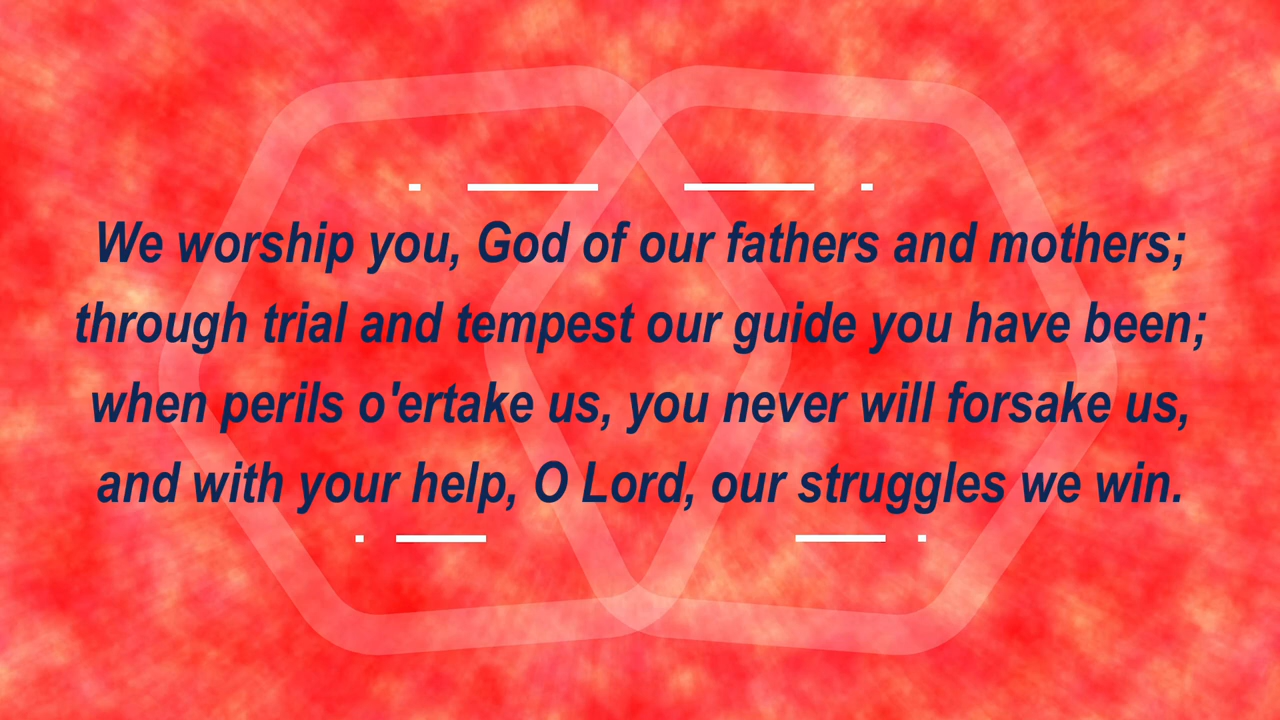 We worship you, God of our fathers and mothers;
through trial and tempest our guide you have been;
when perils o'ertake us, you never will forsake us,
and with your help, O Lord, our struggles we win.